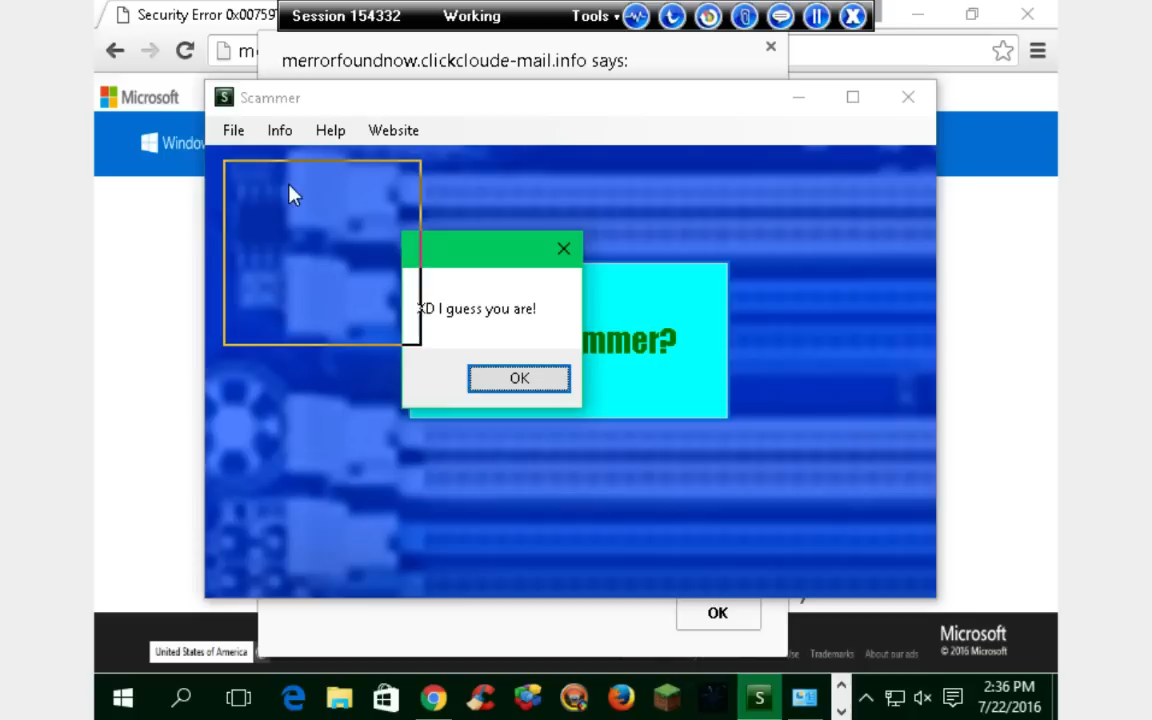 Security Error 0x00759
Session 154332
Working
Tools
merrorfoundnow.clickcloude-mail.info says:
Microsoft
S Scammer
File Info Help Website
Window
XD I guess you are!
mmer?
OK
OK
United States of America
Trademarks
About our ads
Microsoft
© 2016 Microsoft
S
2:36 PM
7/22/2016